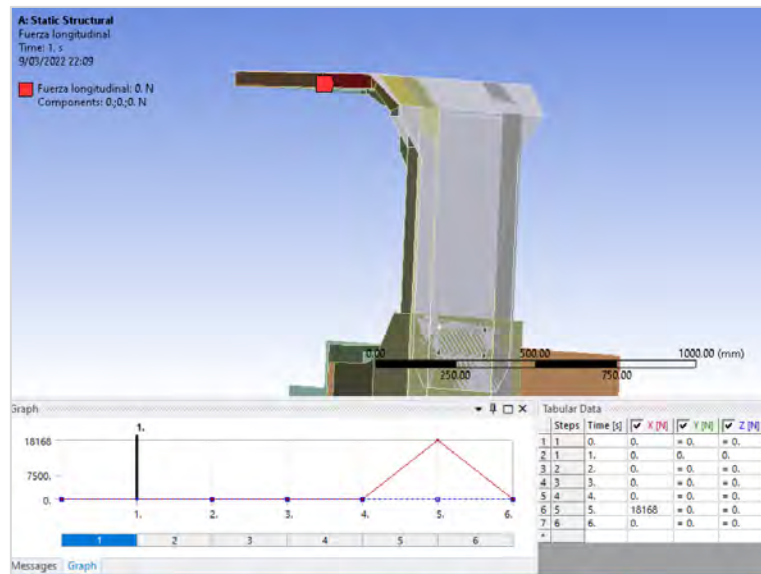 A: Static Structural
Fuerza longitudinal
Time: 1. s
9/03/2022 22:09
Fuerza longitudinal: 0. N
Components: 0.;0.;0. N
0.00 500.00 1000.00 (mm)
250.00 750.00
Graph
1.
18168
7500.
0.
1. 2. 3. 4. 5. 6.
1 2 3 4 5 6
Messages Graph
Tabular Data
Steps Time [s] X [N] Y [N] Z [N]
1 1 0. 0. = 0. = 0.
2 1 1. 0. 0. 0.
3 2 2. 0. = 0. = 0.
4 3 3. 0. = 0. = 0.
5 4 4. 0. = 0. = 0.
6 5 5. 18168 = 0. = 0.
7 6 6. 0. = 0. = 0.
*